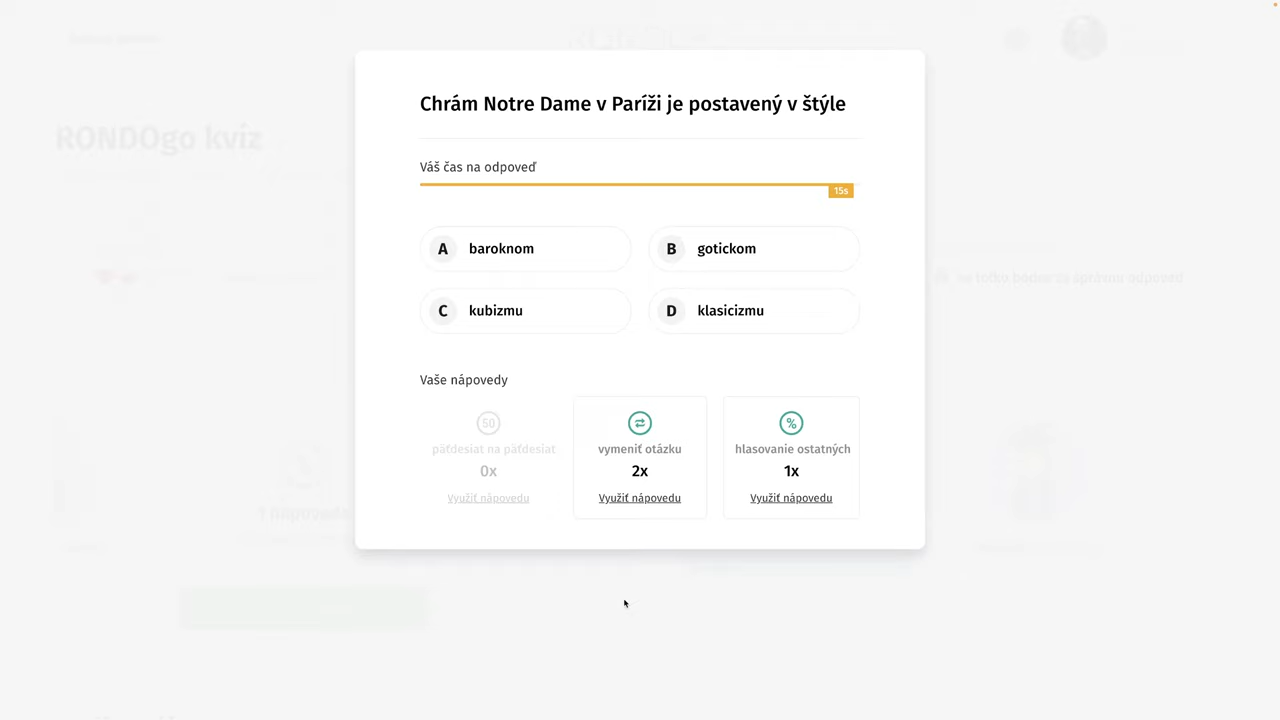 RONDOgo kvíz
Chrám Notre Dame v Paríži je postavený v štýle
Váš čas na odpoveď
15s
A baroknom
B gotickom
C kubizmu
D klasicizmu
Vaše nápovedy
50
päťdesiat na päťdesiat
0x
Využiť nápovedu
vymeniť otázku
2x
Využiť nápovedu
%
hlasovanie ostatných
1x
Využiť nápovedu